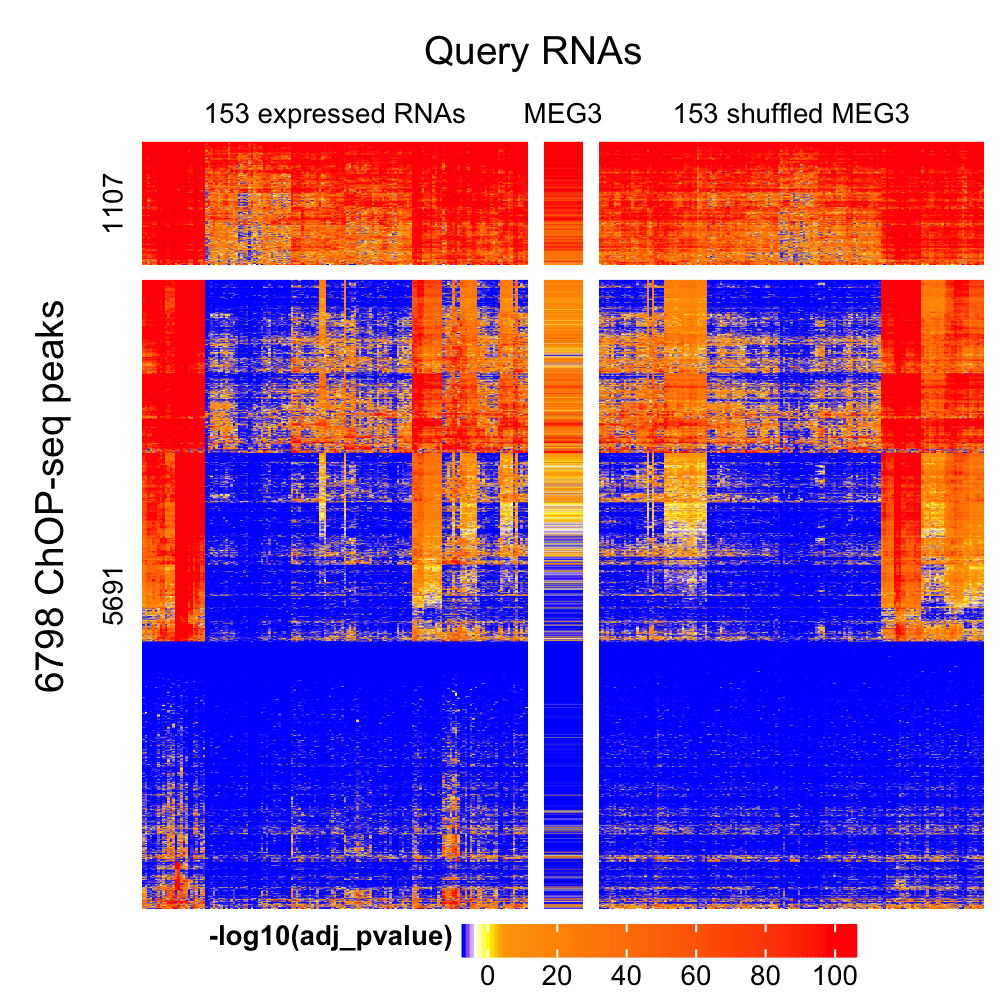 Query RNAs
153 expressed RNAs MEG3 153 shuffled MEG3
1107
6798 ChOP-seq peaks
5691
-log10(adj_pvalue)
0 20 40 60 80 100